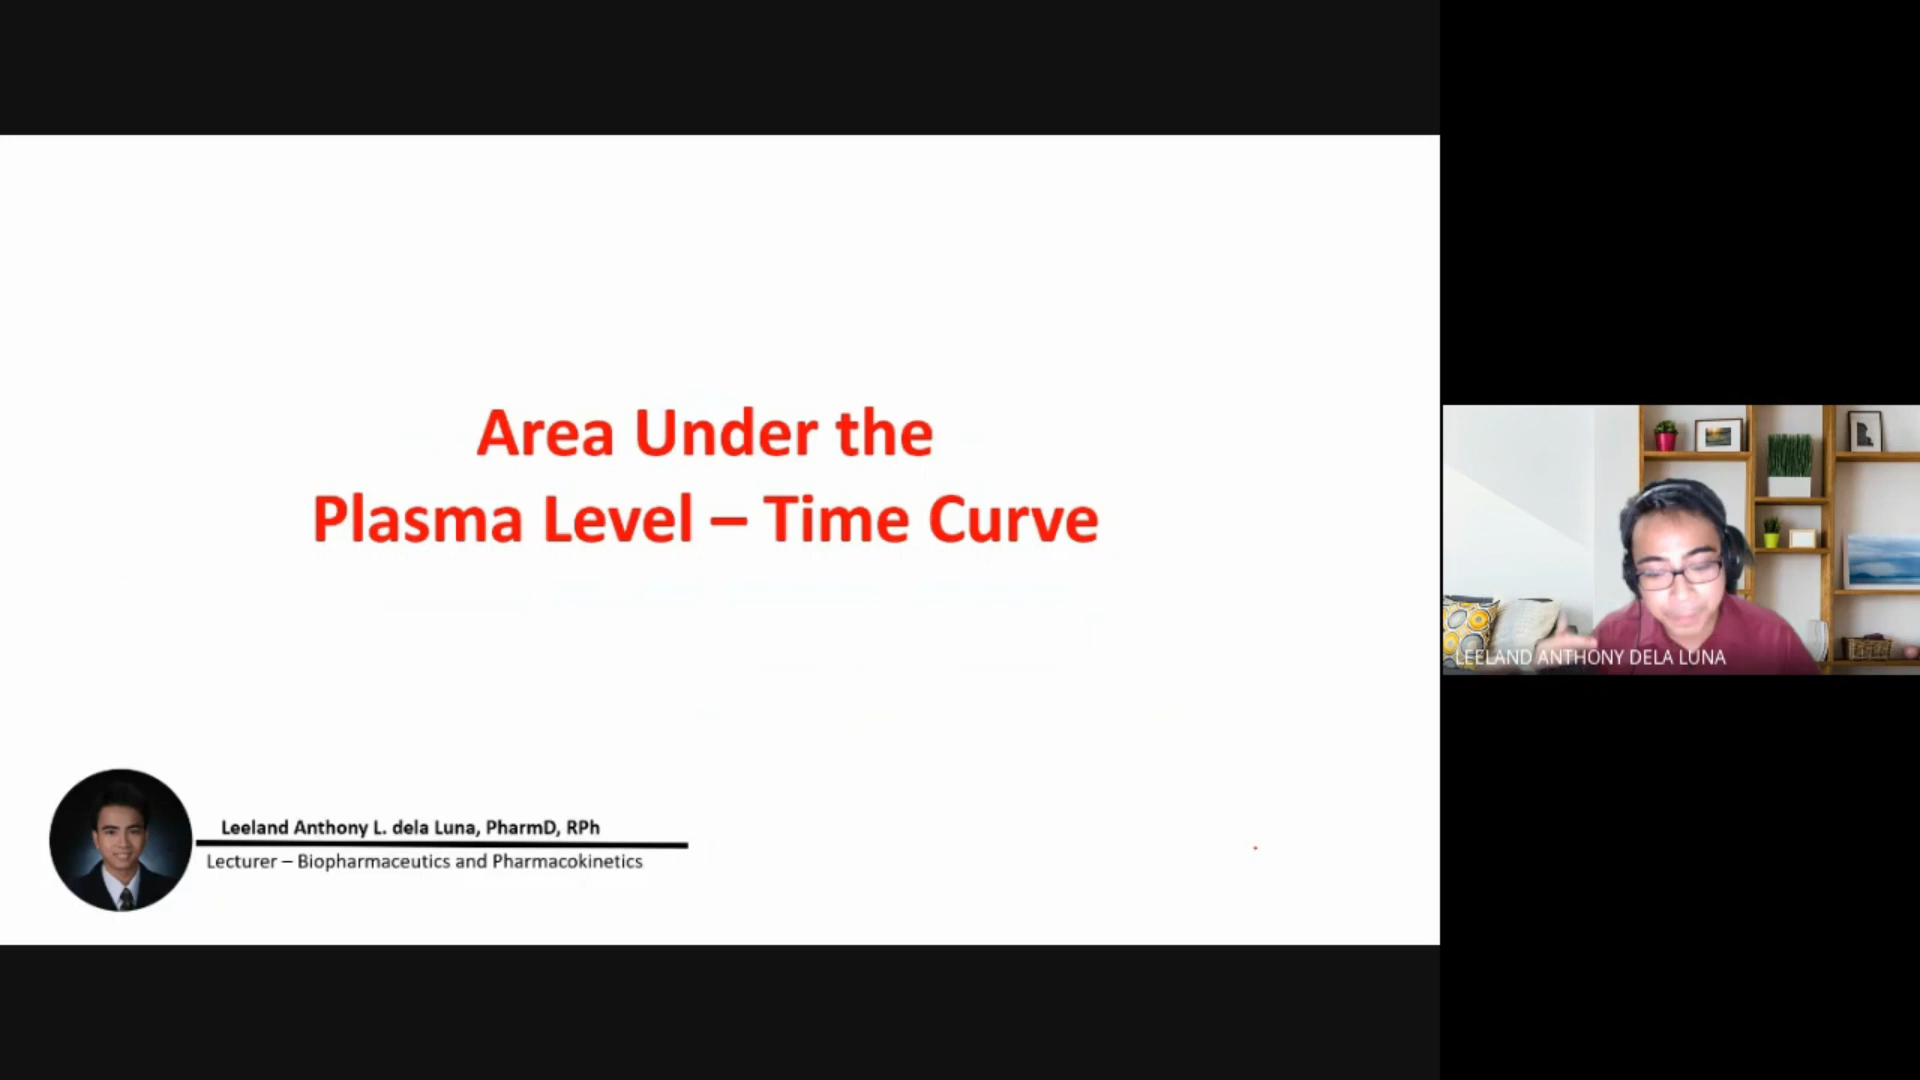 Area Under the
Plasma Level – Time Curve
Leeland Anthony L. dela Luna, PharmD, RPh
Lecturer – Biopharmaceutics and Pharmacokinetics
LEELAND ANTHONY DELA LUNA